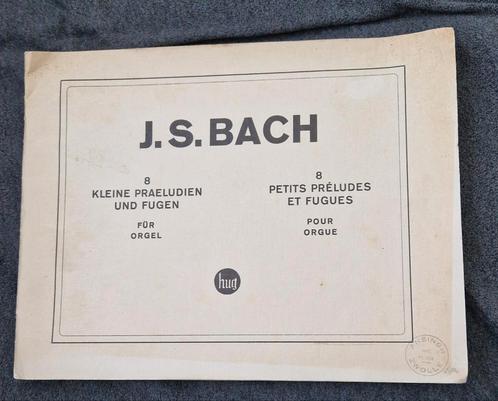 J.S. BACH
8
KLEINE PRAELUDIEN
UND FUGEN
FÜR
ORGEL
8
PETITS PRÉLUDES
ET FUGUES
POUR
ORGUE
hug
ZWOLLE